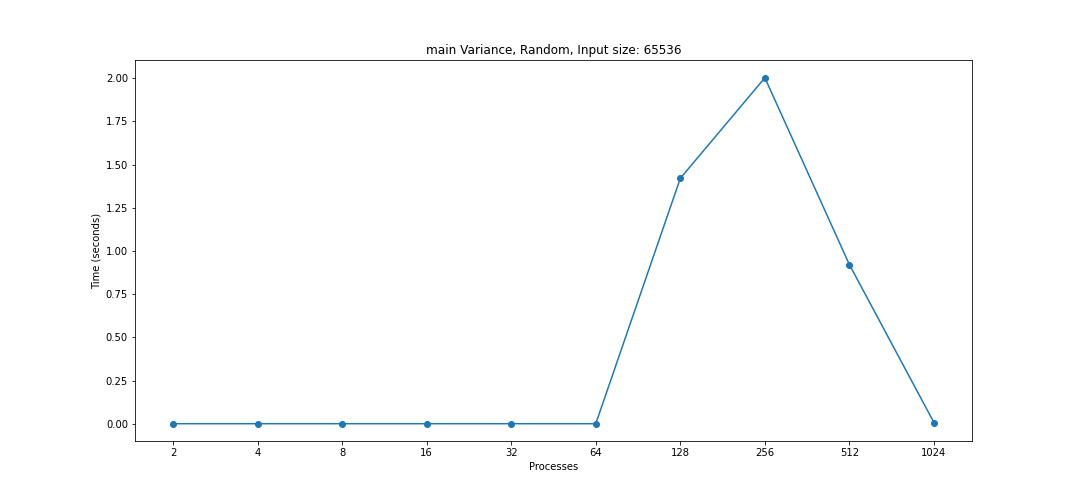 main Variance, Random, Input size: 65536
2.00
1.75
1.50
1.25
1.00
0.75
0.50
0.25
0.00
Time (seconds)
2 4 8 16 32 64 128 256 512 1024
Processes